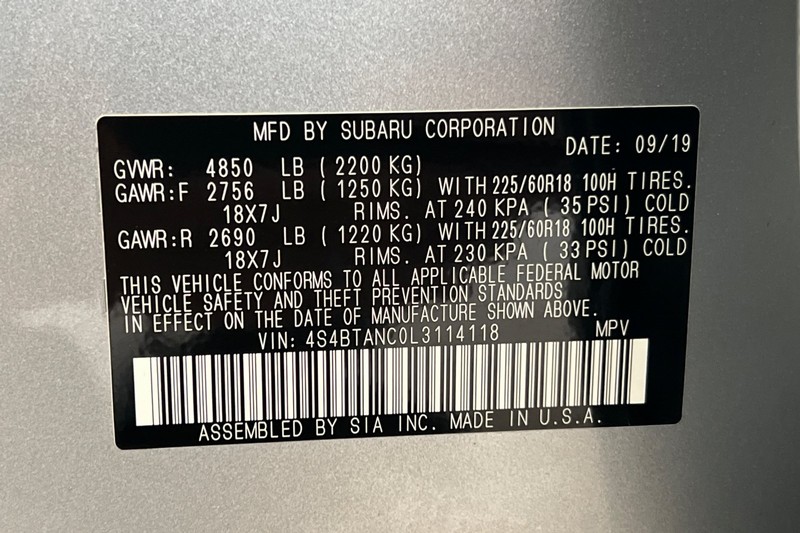 MFD BY SUBARU CORPORATION
DATE: 09/19
GVWR: 4850 LB ( 2200 KG)
GAWR:F 2756 LB ( 1250 KG) WITH 225/60R18 100H TIRES.
18X7J RIMS. AT 240 KPA ( 35 PSI) COLD
GAWR:R 2690 LB ( 1220 KG) WITH 225/60R18 100H TIRES.
18X7J RIMS. AT 230 KPA ( 33 PSI) COLD
THIS VEHICLE CONFORMS TO ALL APPLICABLE FEDERAL MOTOR
VEHICLE SAFETY AND THEFT PREVENTION STANDARDS
IN EFFECT ON THE DATE OF MANUFACTURE SHOWN ABOVE.
VIN: 4S4BTANC0L3114118 MPV
ASSEMBLED BY SIA INC. MADE IN U.S.A.